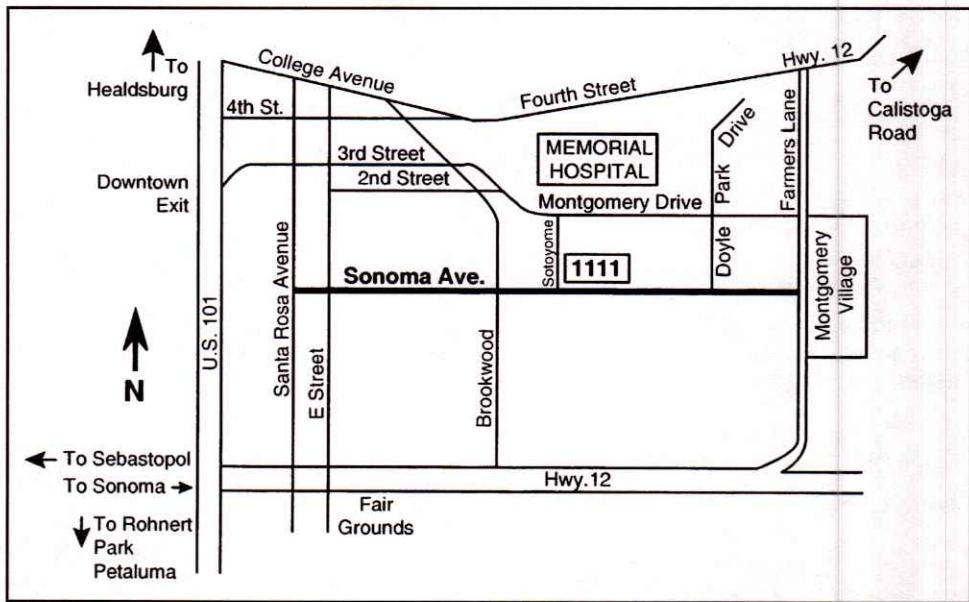 To
Healdsburg
College Avenue
Hwy. 12
To
Calistoga
Road
Fourth Street
4th St.
3rd Street
2nd Street
MEMORIAL
HOSPITAL
Park Drive
Farmers Lane
Downtown
Exit
Montgomery Drive
Sotoyome
1111
Doyle
Montgomery
Village
Sonoma Ave.
Santa Rosa Avenue
U.S. 101
E Street
Brookwood
N
To Sebastopol
To Sonoma
Hwy.12
To Rohnert
Park
Petaluma
Fair
Grounds